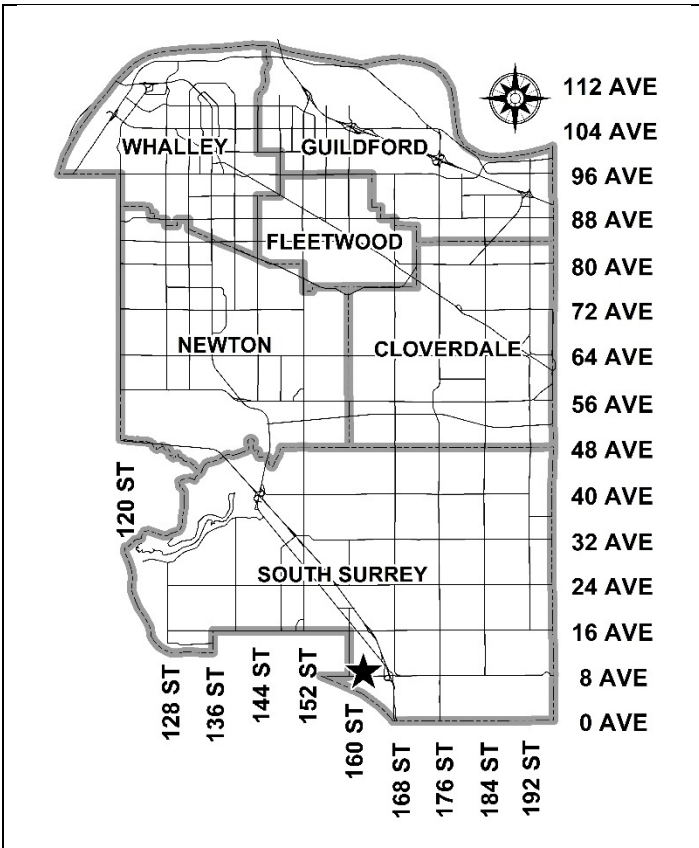 112 AVE
104 AVE
WHALLEY
GUILDFORD
96 AVE
88 AVE
FLEETWOOD
80 AVE
72 AVE
NEWTON
CLOVERDALE
64 AVE
56 AVE
48 AVE
120 ST
40 AVE
32 AVE
SOUTH SURREY
24 AVE
16 AVE
128 ST
136 ST
144 ST
152 ST
8 AVE
160 ST
0 AVE
168 ST
176 ST
184 ST
192 ST